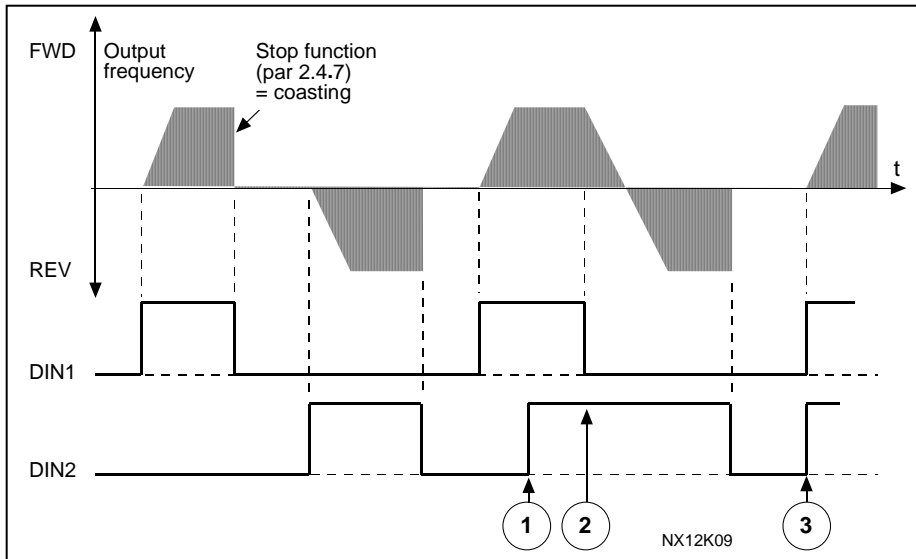 FWD
Output
frequency
Stop function
(par 2.4.7)
= coasting
t
REV
DIN1
DIN2
1
2
3
NX12K09